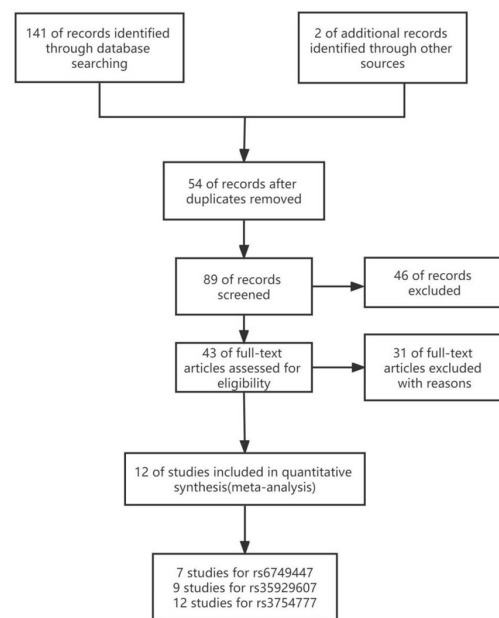 141 of records identified
through database
searching
2 of additional records
identified through other
sources
54 of records after
duplicates removed
89 of records
screened
46 of records
excluded
43 of full-text
articles assessed for
eligibility
31 of full-text
articles excluded
with reasons
12 of studies included in quantitative
synthesis(meta-analysis)
7 studies for rs6749447
9 studies for rs35929607
12 studies for rs3754777